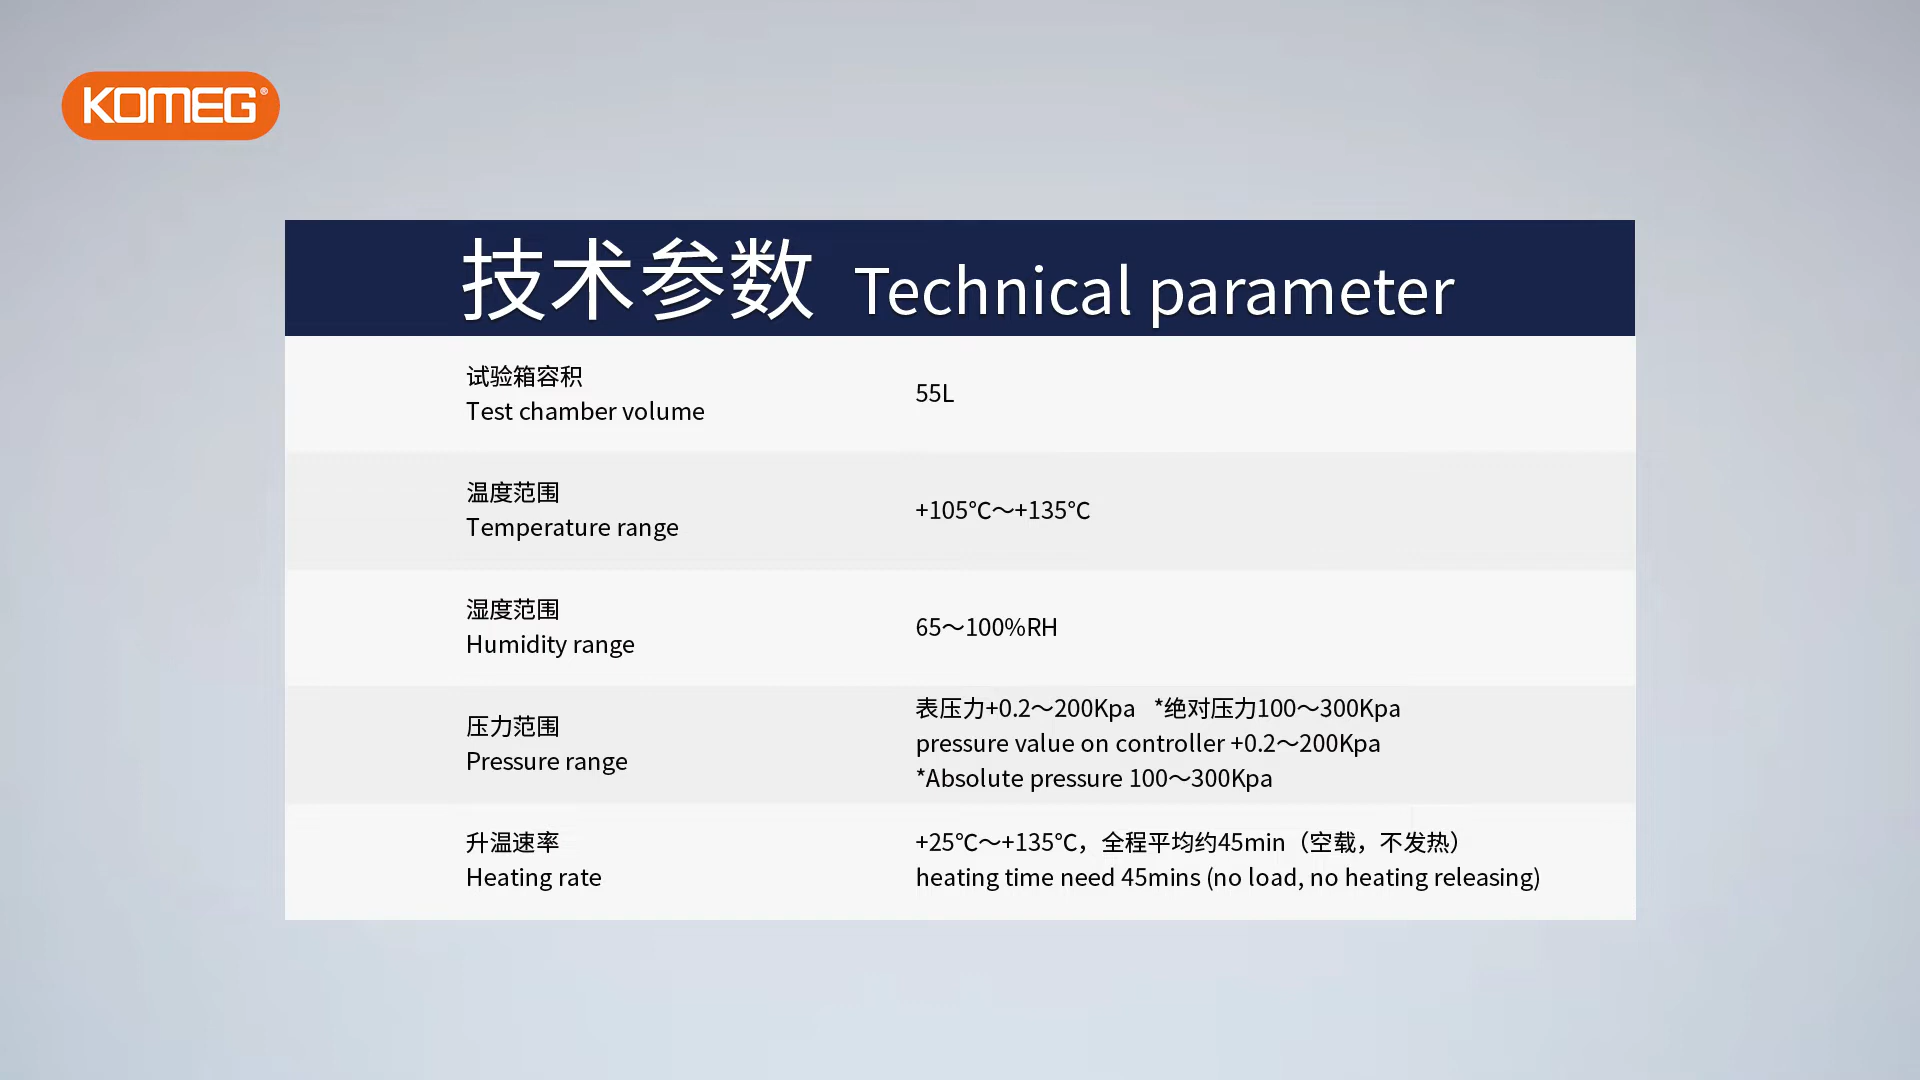 KOMEG®
技术参数 Technical parameter
试验箱容积
Test chamber volume
55L
温度范围
Temperature range
+105℃～+135℃
湿度范围
Humidity range
65～100%RH
压力范围
Pressure range
表压力+0.2～200Kpa *绝对压力100～300Kpa
pressure value on controller +0.2～200Kpa
*Absolute pressure 100～300Kpa
升温速率
Heating rate
+25℃～+135℃，全程平均约45min（空载，不发热）
heating time need 45mins (no load, no heating releasing)